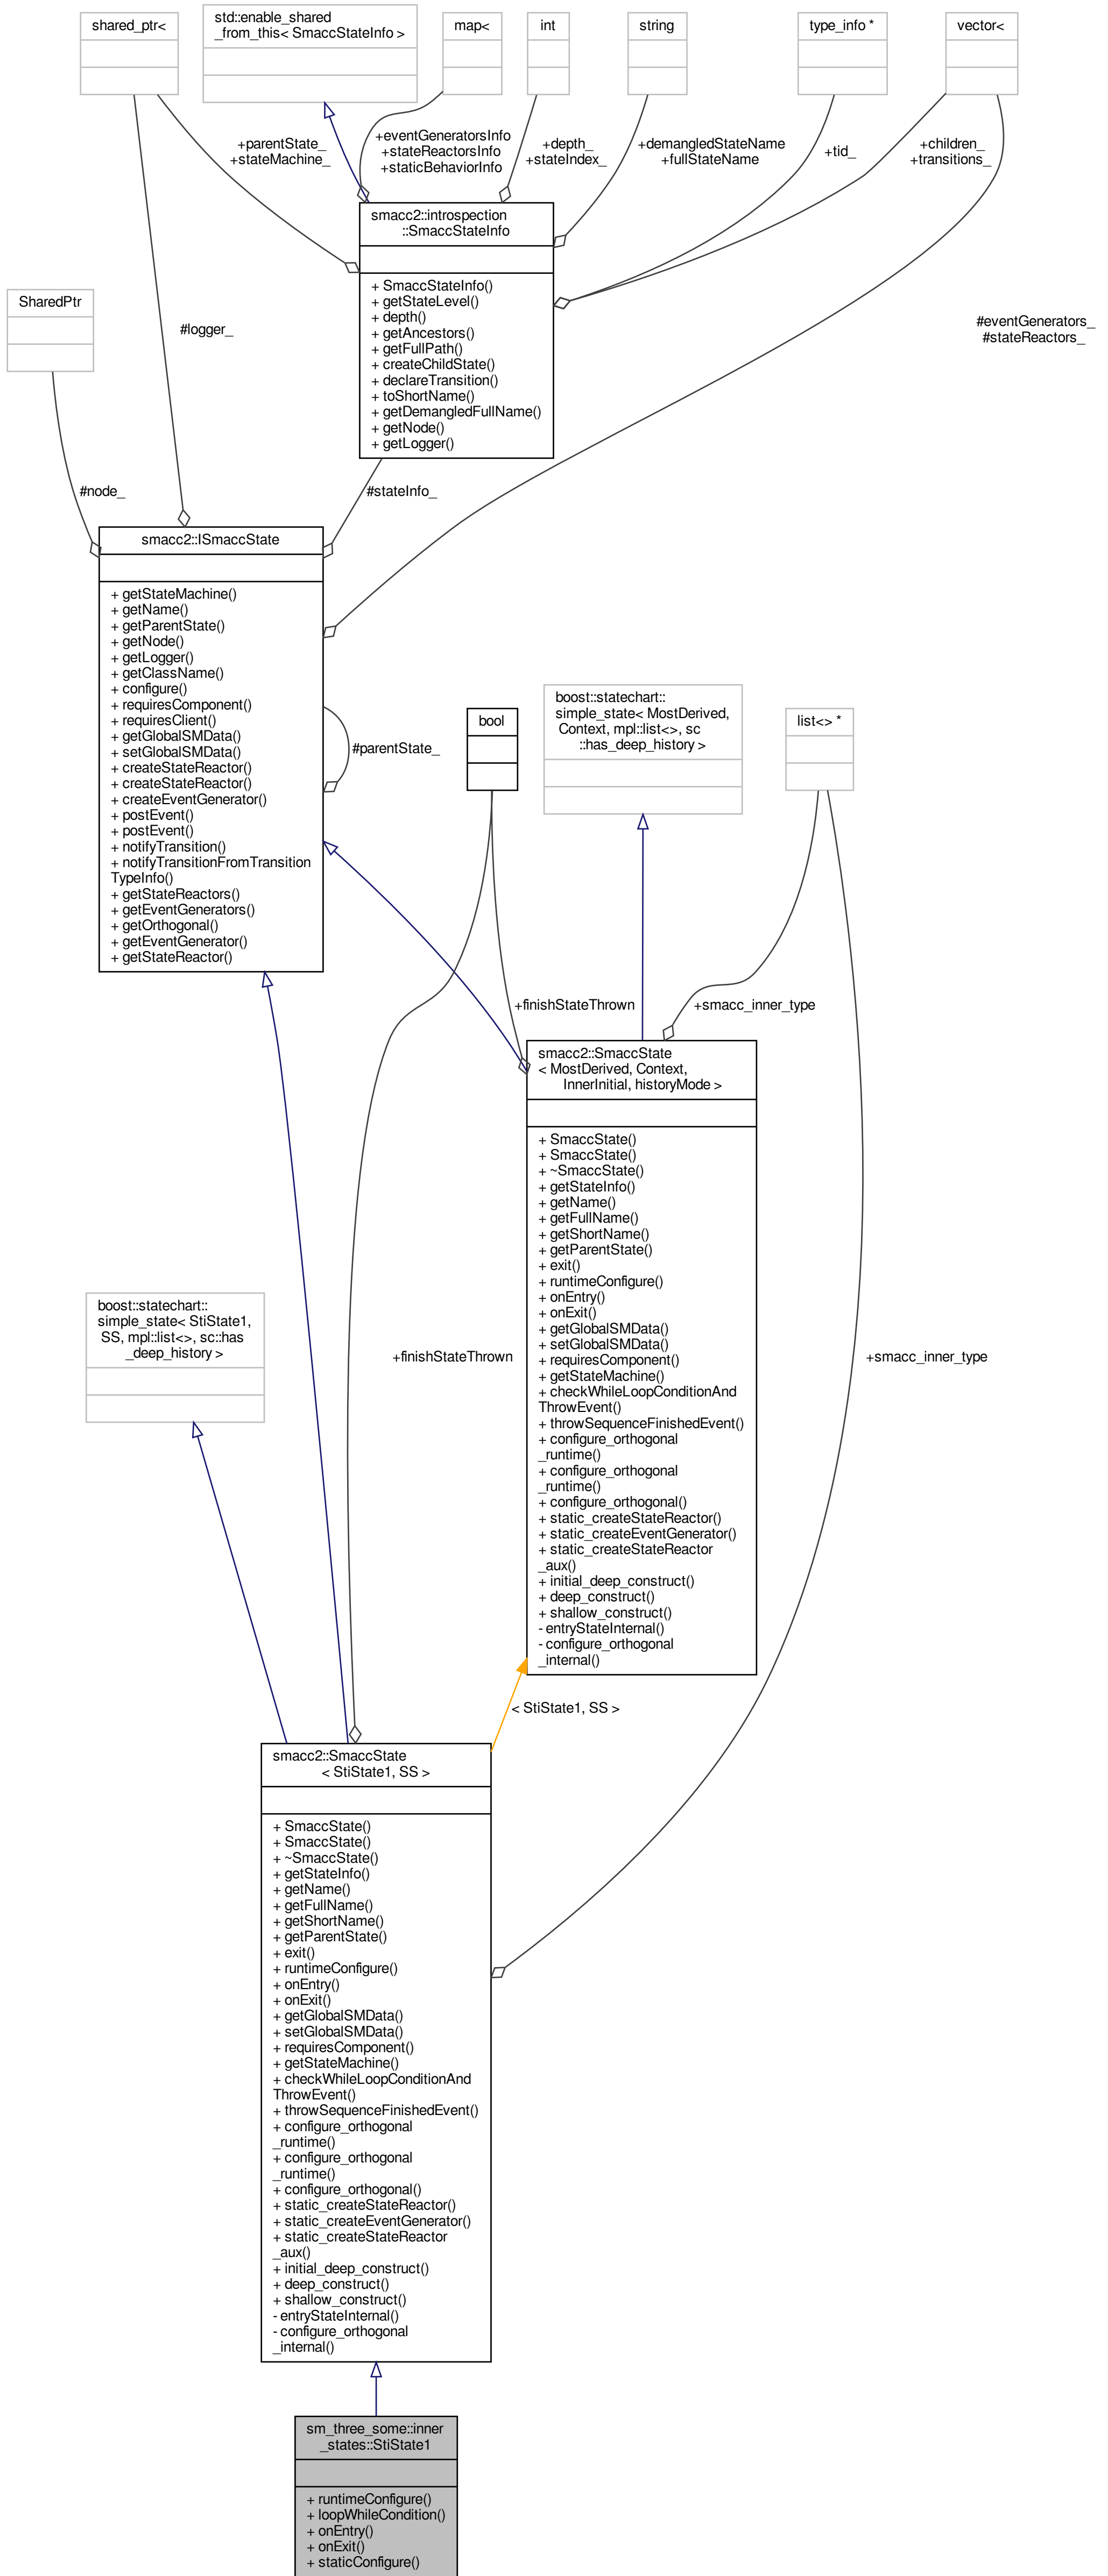 shared_ptr<
std::enable_shared
_from_this< SmaccStateInfo >
map<
int
string
type_info *
vector<
+parentState_
+stateMachine_
+eventGeneratorsInfo
+stateReactorsInfo
+staticBehaviorInfo
+depth_
+stateIndex_
+demangledStateName
+fullStateName
+tid_
+children_
+transitions_
smacc2::introspection
::SmaccStateInfo
+ SmaccStateInfo()
+ getStateLevel()
+ depth()
+ getAncestors()
+ getFullPath()
+ createChildState()
+ declareTransition()
+ toShortName()
+ getDemangledFullName()
+ getNode()
+ getLogger()
SharedPtr
#logger_
#eventGenerators_
#stateReactors_
#node_
#stateInfo_
smacc2::ISmaccState
+ getStateMachine()
+ getName()
+ getParentState()
+ getNode()
+ getLogger()
+ getClassName()
+ configure()
+ requiresComponent()
+ requiresClient()
+ getGlobalSMData()
+ setGlobalSMData()
+ createStateReactor()
+ createStateReactor()
+ createEventGenerator()
+ postEvent()
+ postEvent()
+ notifyTransition()
+ notifyTransitionFromTransition
TypeInfo()
+ getStateReactors()
+ getEventGenerators()
+ getOrthogonal()
+ getEventGenerator()
+ getStateReactor()
#parentState_
bool
boost::statechart::
simple_state< MostDerived,
Context, mpl::list<>, sc
::has_deep_history >
list<> *
+finishStateThrown
+smacc_inner_type
smacc2::SmaccState
< MostDerived, Context,
InnerInitial, historyMode >
+ SmaccState()
+ SmaccState()
+ ~SmaccState()
+ getStateInfo()
+ getName()
+ getFullName()
+ getShortName()
+ getParentState()
+ exit()
+ runtimeConfigure()
+ onEntry()
+ onExit()
+ getGlobalSMData()
+ setGlobalSMData()
+ requiresComponent()
+ getStateMachine()
+ checkWhileLoopConditionAnd
ThrowEvent()
+ throwSequenceFinishedEvent()
+ configure_orthogonal
_runtime()
+ configure_orthogonal
_runtime()
+ configure_orthogonal()
+ static_createStateReactor()
+ static_createEventGenerator()
+ static_createStateReactor
_aux()
+ initial_deep_construct()
+ deep_construct()
+ shallow_construct()
- entryStateInternal()
- configure_orthogonal
_internal()
boost::statechart::
simple_state< StiState1,
SS, mpl::list<>, sc::has
_deep_history >
+finishStateThrown
+smacc_inner_type
< StiState1, SS >
smacc2::SmaccState
< StiState1, SS >
+ SmaccState()
+ SmaccState()
+ ~SmaccState()
+ getStateInfo()
+ getName()
+ getFullName()
+ getShortName()
+ getParentState()
+ exit()
+ runtimeConfigure()
+ onEntry()
+ onExit()
+ getGlobalSMData()
+ setGlobalSMData()
+ requiresComponent()
+ getStateMachine()
+ checkWhileLoopConditionAnd
ThrowEvent()
+ throwSequenceFinishedEvent()
+ configure_orthogonal
_runtime()
+ configure_orthogonal
_runtime()
+ configure_orthogonal()
+ static_createStateReactor()
+ static_createEventGenerator()
+ static_createStateReactor
_aux()
+ initial_deep_construct()
+ deep_construct()
+ shallow_construct()
- entryStateInternal()
- configure_orthogonal
_internal()
sm_three_some::inner
_states::StiState1
+ runtimeConfigure()
+ loopWhileCondition()
+ onEntry()
+ onExit()
+ staticConfigure()